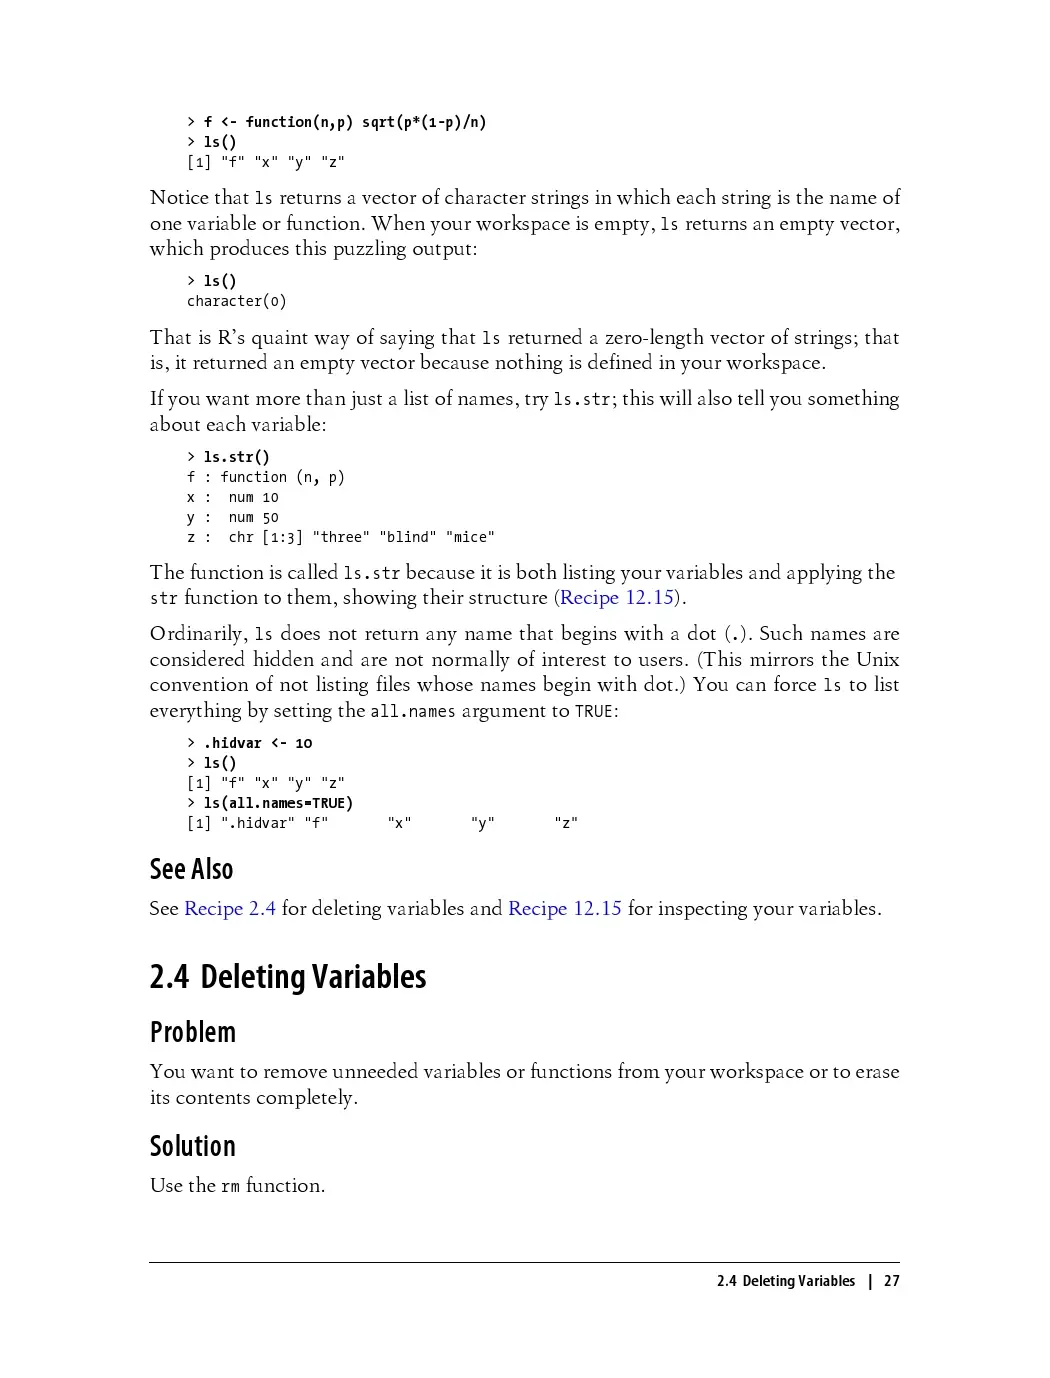 > f <- function(n,p) sqrt(p*(1-p)/n)
> ls()
[1] "f" "x" "y" "z"
Notice that ls returns a vector of character strings in which each string is the name of
one variable or function. When your workspace is empty, ls returns an empty vector,
which produces this puzzling output:
> ls()
character(0)
That is R’s quaint way of saying that ls returned a zero-length vector of strings; that
is, it returned an empty vector because nothing is defined in your workspace.
If you want more than just a list of names, try ls.str; this will also tell you something
about each variable:
> ls.str()
f : function (n, p)
x :  num 10
y :  num 50
z :  chr [1:3] "three" "blind" "mice"
The function is called ls.str because it is both listing your variables and applying the
str function to them, showing their structure (Recipe 12.15).
Ordinarily, ls does not return any name that begins with a dot (.). Such names are
considered hidden and are not normally of interest to users. (This mirrors the Unix
convention of not listing files whose names begin with dot.) You can force ls to list
everything by setting the all.names argument to TRUE:
> .hidvar <- 10
> ls()
[1] "f" "x" "y" "z"
> ls(all.names=TRUE)
[1] ".hidvar" "f"       "x"       "y"       "z"
See Also
See Recipe 2.4 for deleting variables and Recipe 12.15 for inspecting your variables.
2.4 Deleting Variables
Problem
You want to remove unneeded variables or functions from your workspace or to erase
its contents completely.
Solution
Use the rm function.
2.4 Deleting Variables | 27